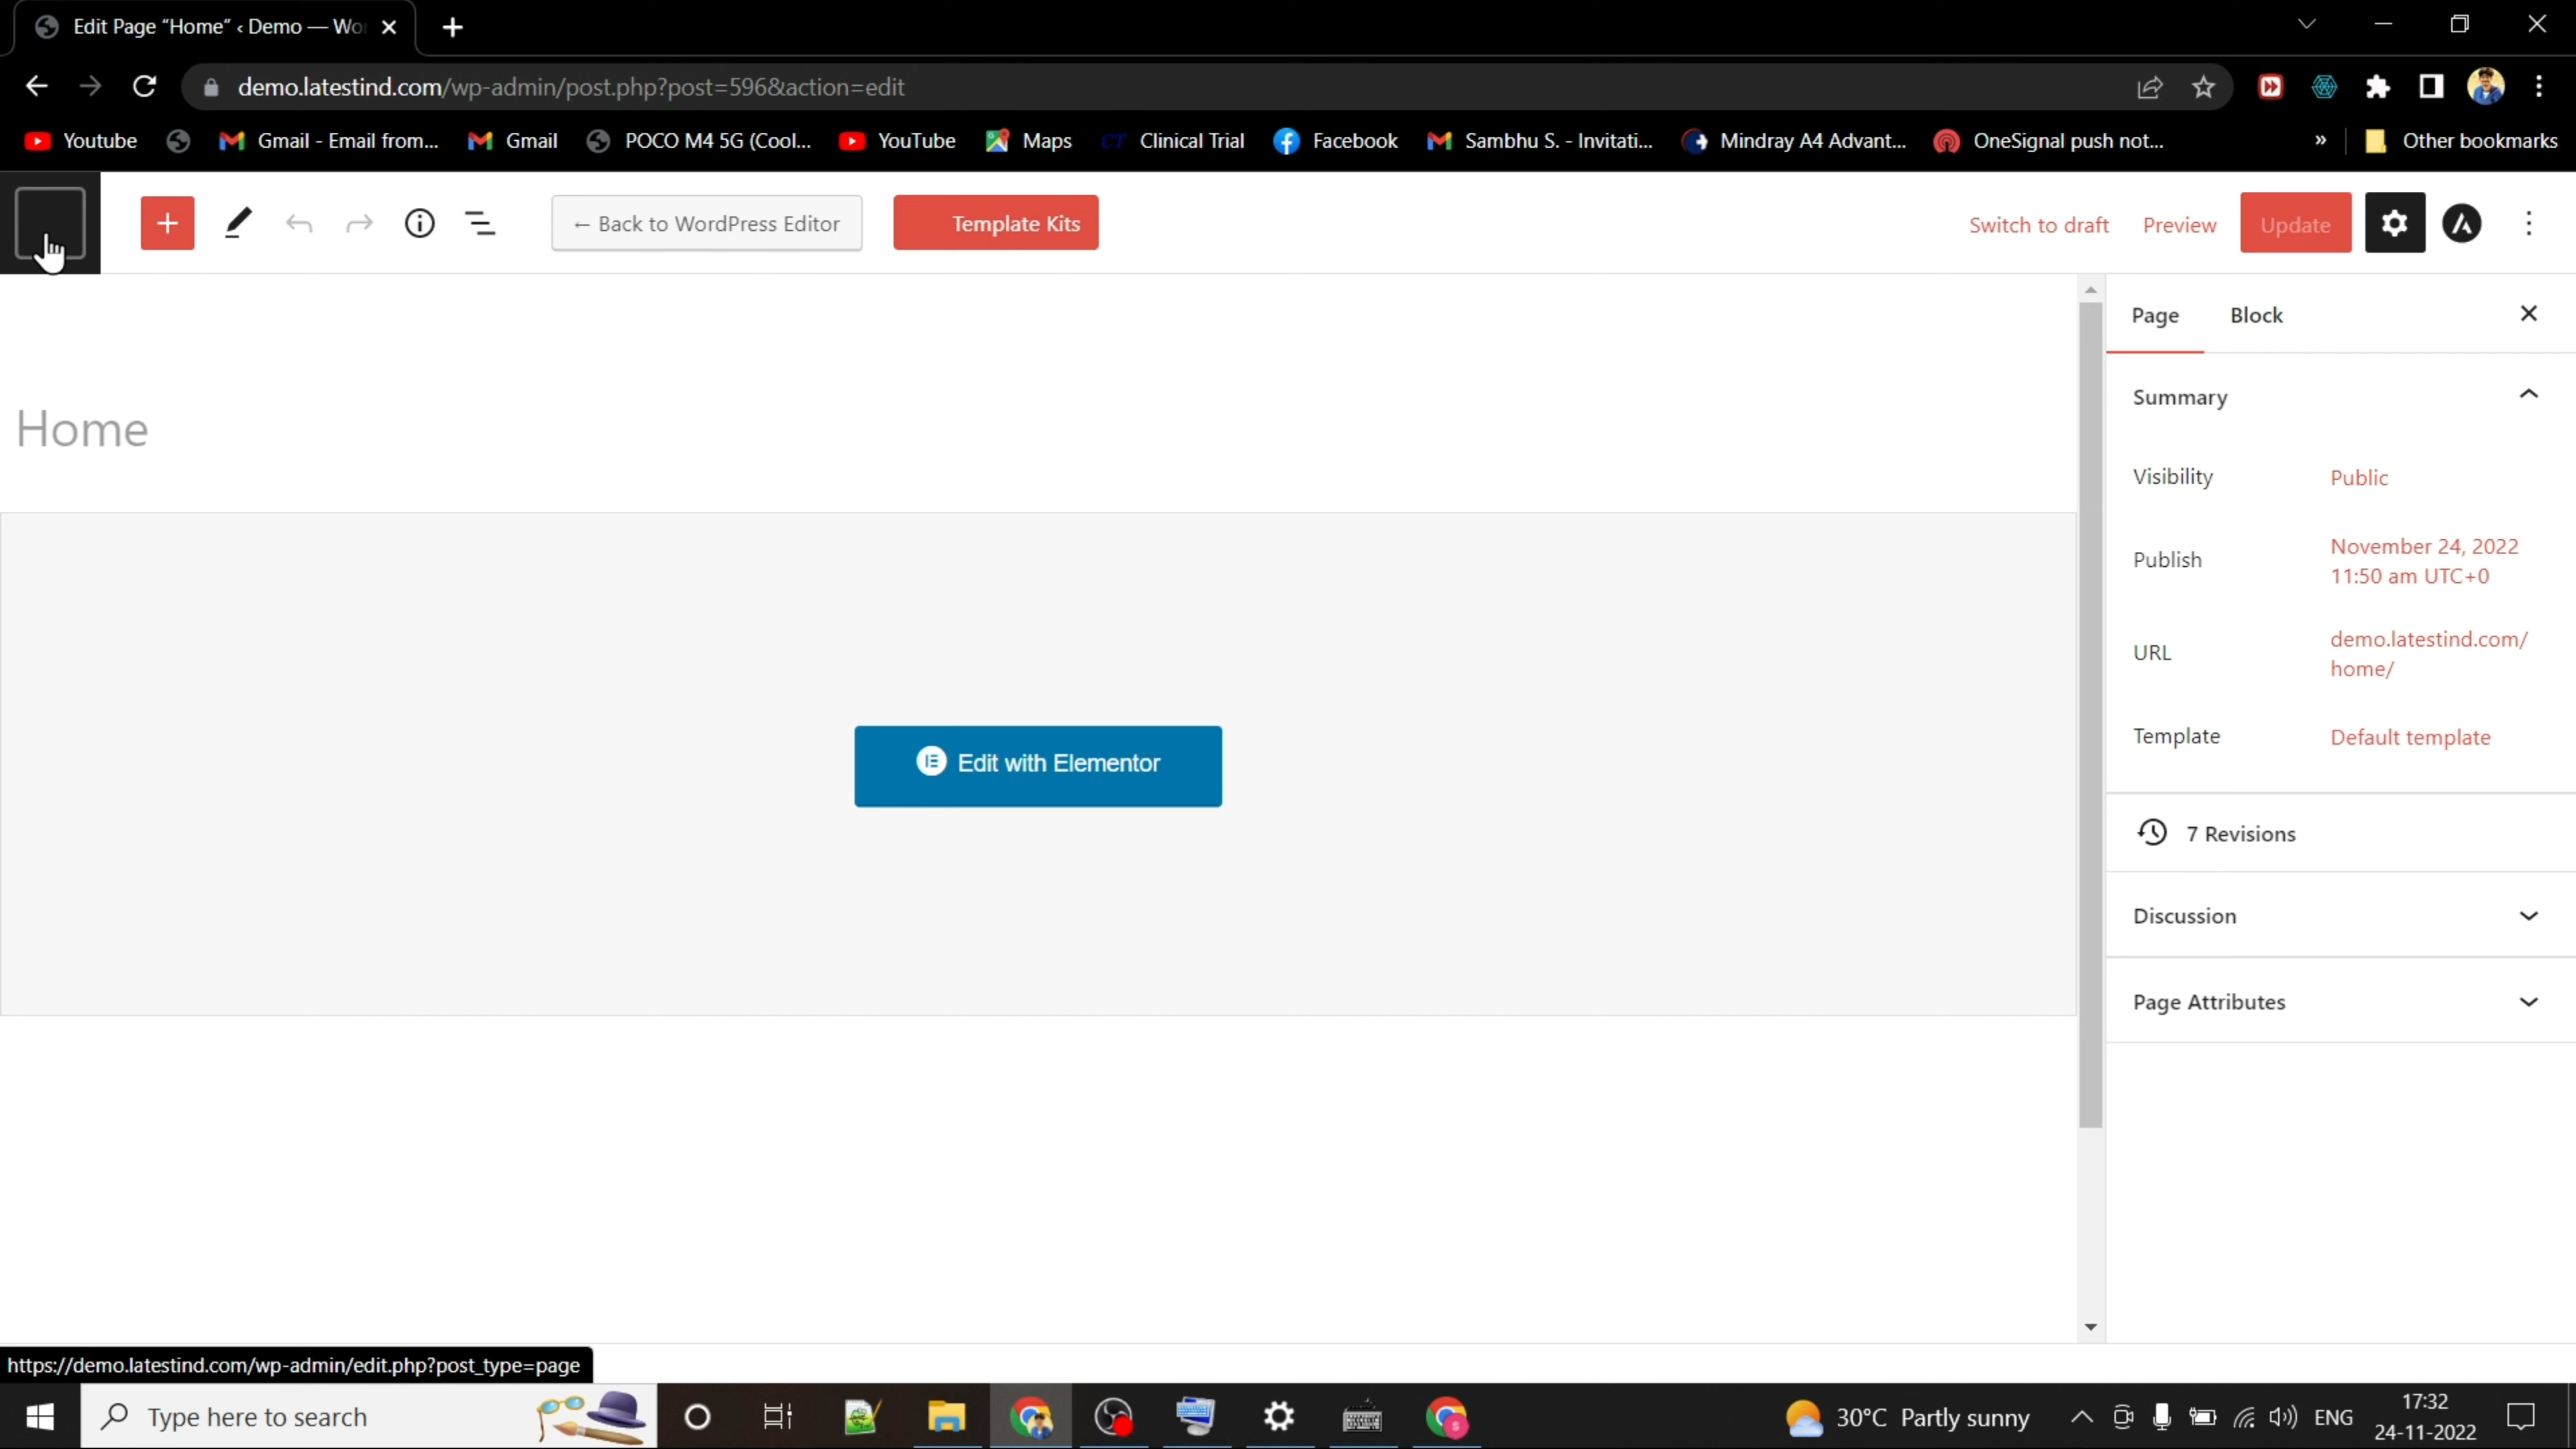 Edit Page “Home” ‹ Demo — Wo
demo.latestind.com/wp-admin/post.php?post=596&action=edit
Youtube Gmail - Email from... Gmail POCO M4 5G (Cool... YouTube Maps CT Clinical Trial Facebook Sambhu S. - Invitati... Mindray A4 Advant... OneSignal push not... » Other bookmarks
← Back to WordPress Editor Template Kits Switch to draft Preview Update
Page Block
Summary
Home
Visibility Public
Publish November 24, 2022
11:50 am UTC+0
URL demo.latestind.com/
home/
Template Default template
Edit with Elementor
7 Revisions
Discussion
Page Attributes
https://demo.latestind.com/wp-admin/edit.php?post_type=page
Type here to search 30°C Partly sunny ENG 17:32
24-11-2022